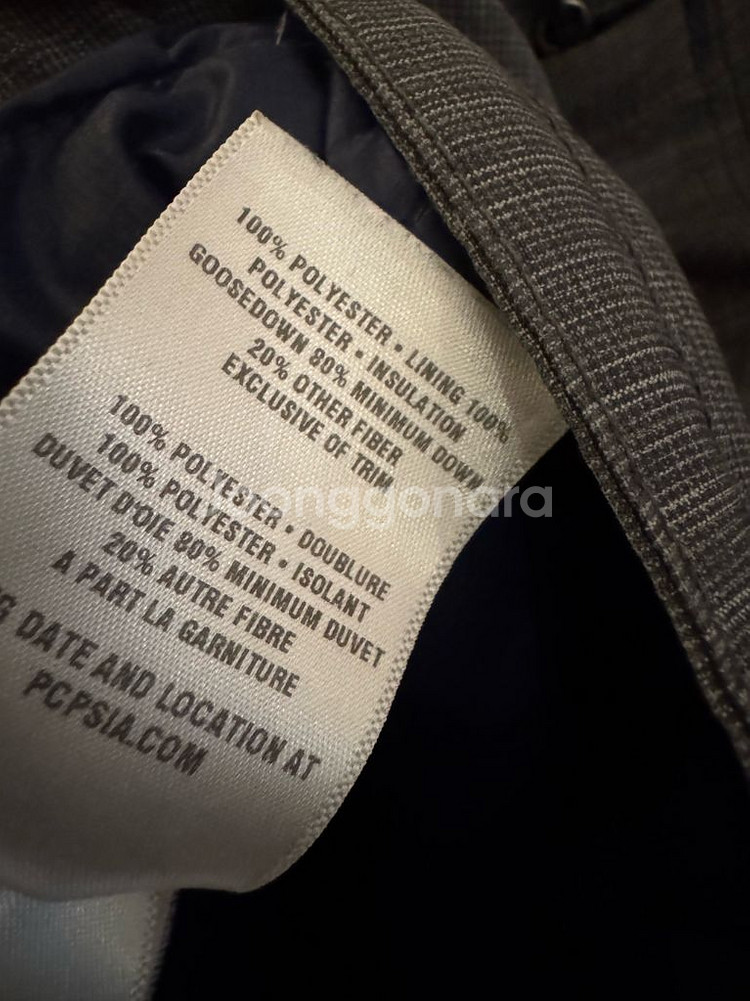 100% POLYESTER • LINING 100%
POLYESTER • INSULATION
GOOSEDOWN 80% MINIMUM DOWN
20% OTHER FIBER
EXCLUSIVE OF TRIM
100% POLYESTER • DOUBLURE
100% POLYESTER • ISOLANT
DUVET D'OIE 80% MINIMUM DUVET
20% AUTRE FIBRE
A PART LA GARNITURE
DATE AND LOCATION AT
PCPSIA.COM